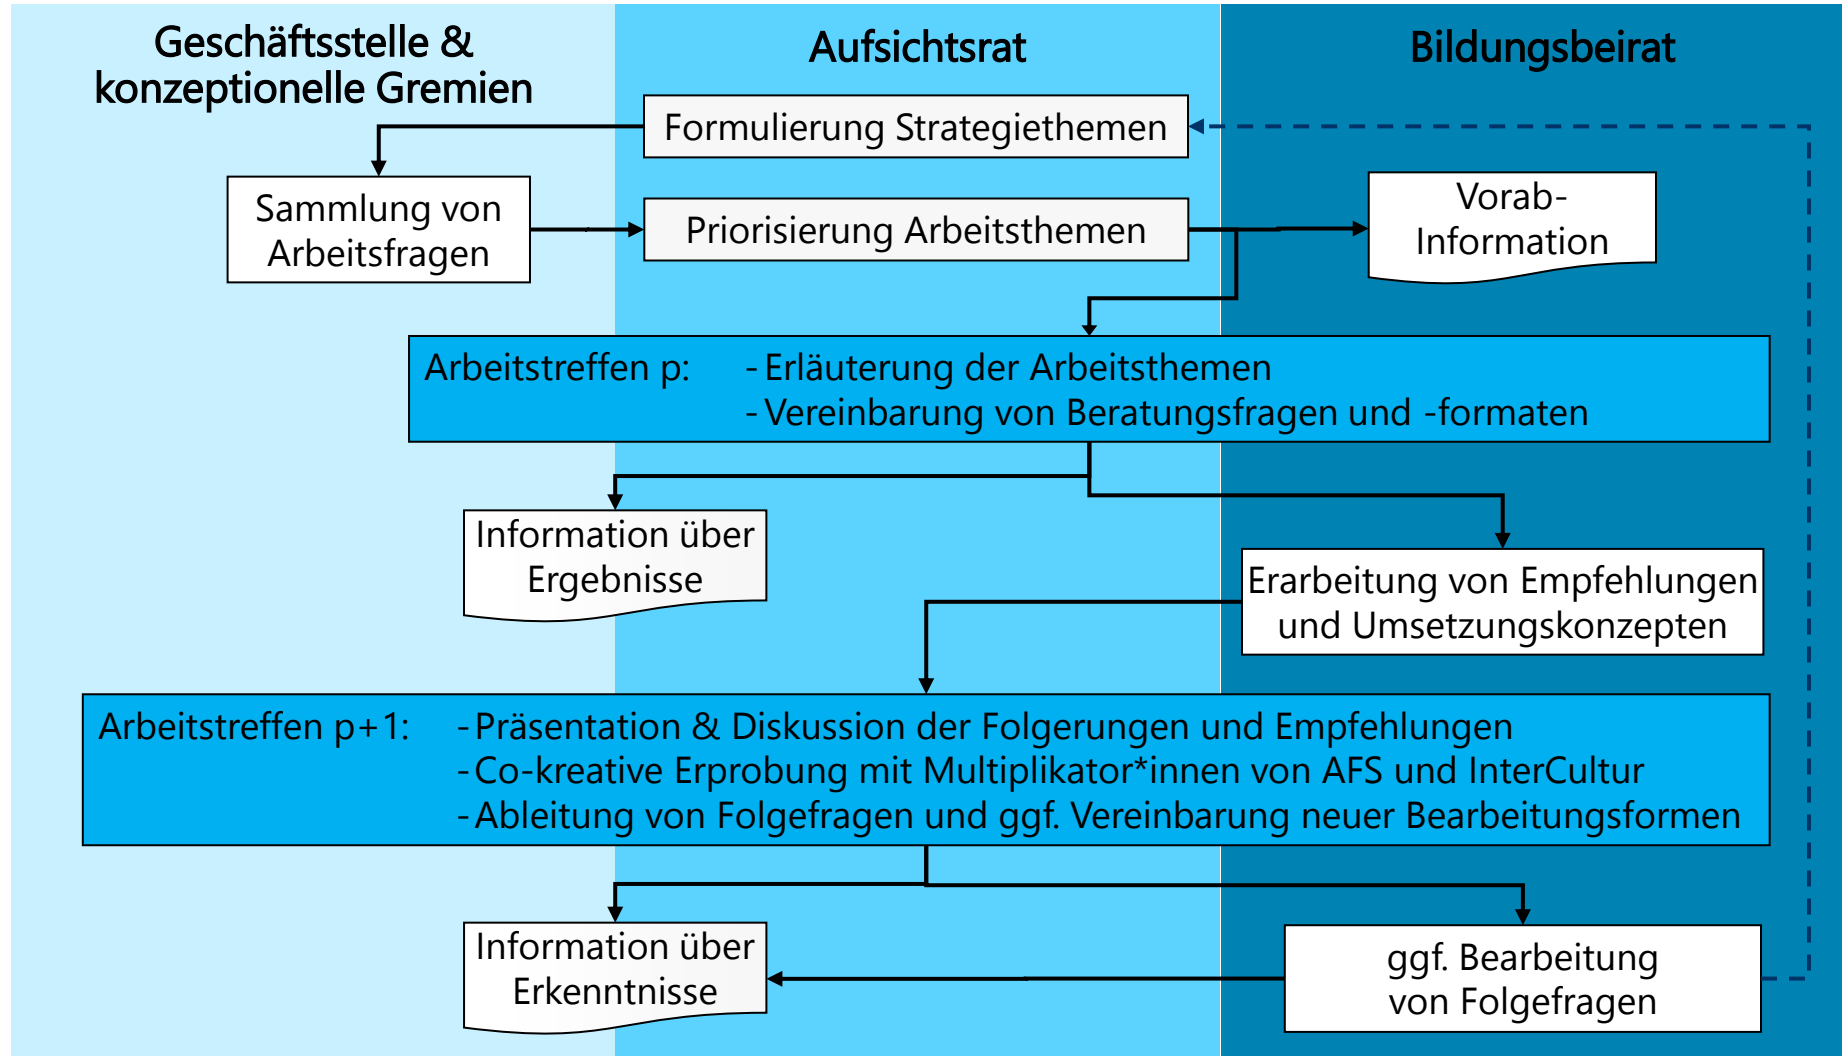 Geschäftsstelle &
konzeptionelle Gremien
Aufsichtsrat
Bildungsbeirat
Formulierung Strategiethemen
Sammlung von
Arbeitsfragen
Priorisierung Arbeitsthemen
Vorab-
Information
Arbeitstreffen p: - Erläuterung der Arbeitsthemen
- Vereinbarung von Beratungsfragen und -formaten
Information über
Ergebnisse
Erarbeitung von Empfehlungen
und Umsetzungskonzepten
Arbeitstreffen p+1: - Präsentation & Diskussion der Folgerungen und Empfehlungen
- Co-kreative Erprobung mit Multiplikator*innen von AFS und InterCultur
- Ableitung von Folgefragen und ggf. Vereinbarung neuer Bearbeitungsformen
Information über
Erkenntnisse
ggf. Bearbeitung
von Folgefragen